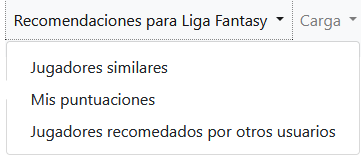 Recomendaciones para Liga Fantasy Carga
Jugadores similares
Mis puntuaciones
Jugadores recomedados por otros usuarios